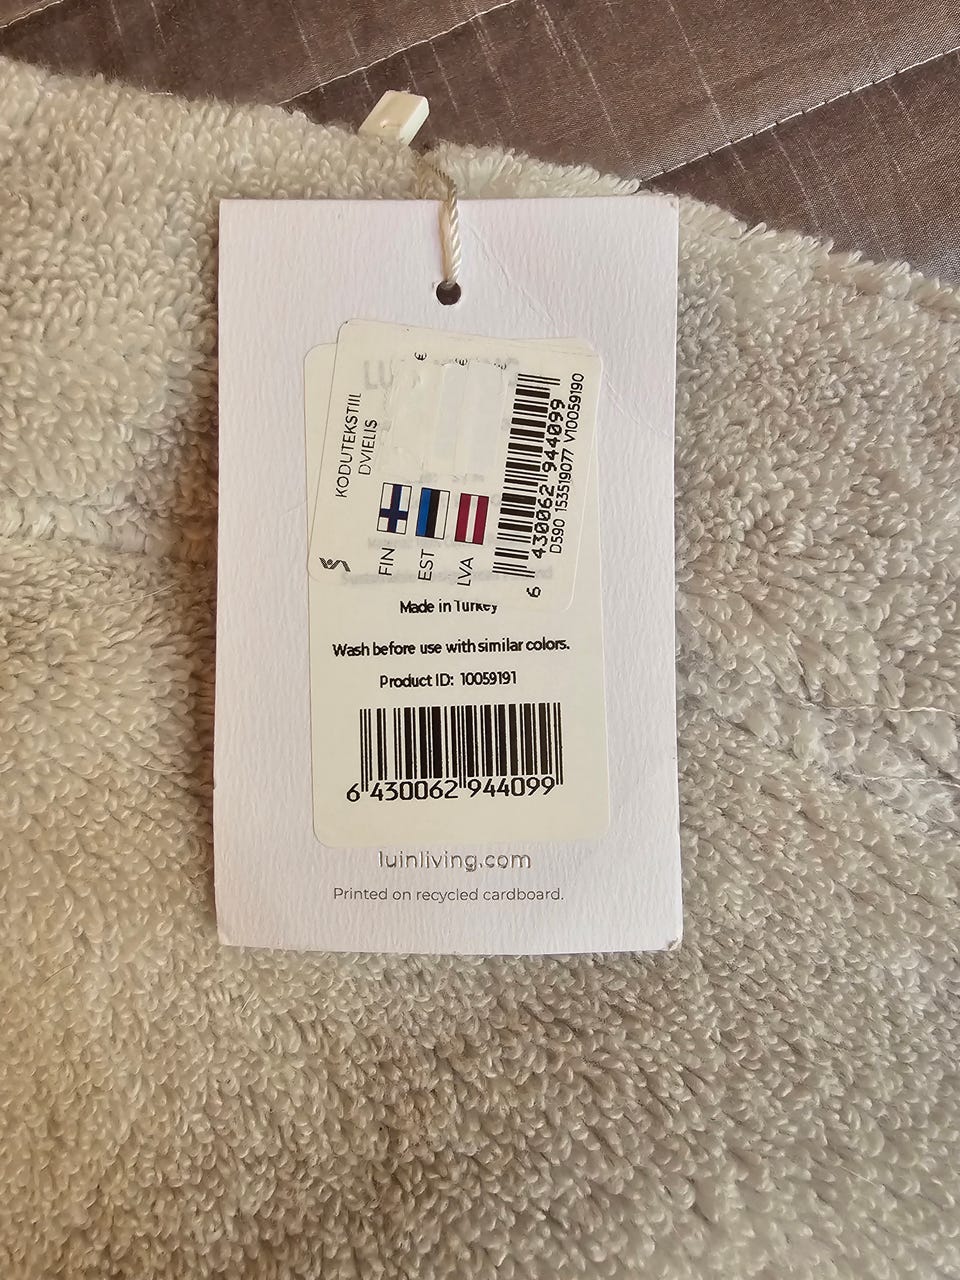 KODUTEKSTIIL
DVIELIS
€
€
FIN
EST
LVA
6 430062 944099
D590 153519077 V10059190
Made in Turkey
Wash before use with similar colors.
Product ID: 10059191
6 430062 944099
luinliving.com
Printed on recycled cardboard.